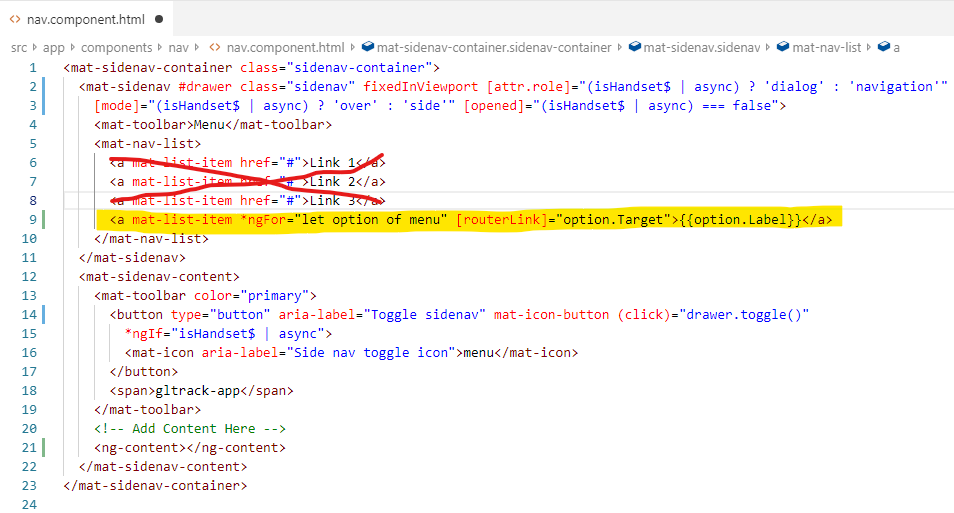 nav.component.html
src app components nav nav.component.html mat-sidenav-container.sidenav-container mat-sidenav.sidenav mat-nav-list a
1 <mat-sidenav-container class="sidenav-container">
2 <mat-sidenav #drawer class="sidenav" fixedInViewport [attr.role]="(isHandset$ | async) ? 'dialog' : 'navigation'"
3 [mode]="(isHandset$ | async) ? 'over' : 'side'" [opened]="(isHandset$ | async) === false">
4 <mat-toolbar>Menu</mat-toolbar>
5 <mat-nav-list>
6 <a mat-list-item href="#">Link 1</a>
7 <a mat-list-item href="#">Link 2</a>
8 <a mat-list-item href="#">Link 3</a>
9 <a mat-list-item *ngFor="let option of menu" [routerLink]="option.Target">{{option.Label}}</a>
10 </mat-nav-list>
11 </mat-sidenav>
12 <mat-sidenav-content>
13 <mat-toolbar color="primary">
14 <button type="button" aria-label="Toggle sidenav" mat-icon-button (click)="drawer.toggle()"
15 *ngIf="isHandset$ | async">
16 <mat-icon aria-label="Side nav toggle icon">menu</mat-icon>
17 </button>
18 <span>gltrack-app</span>
19 </mat-toolbar>
20 <!-- Add Content Here -->
21 <ng-content></ng-content>
22 </mat-sidenav-content>
23 </mat-sidenav-container>
24